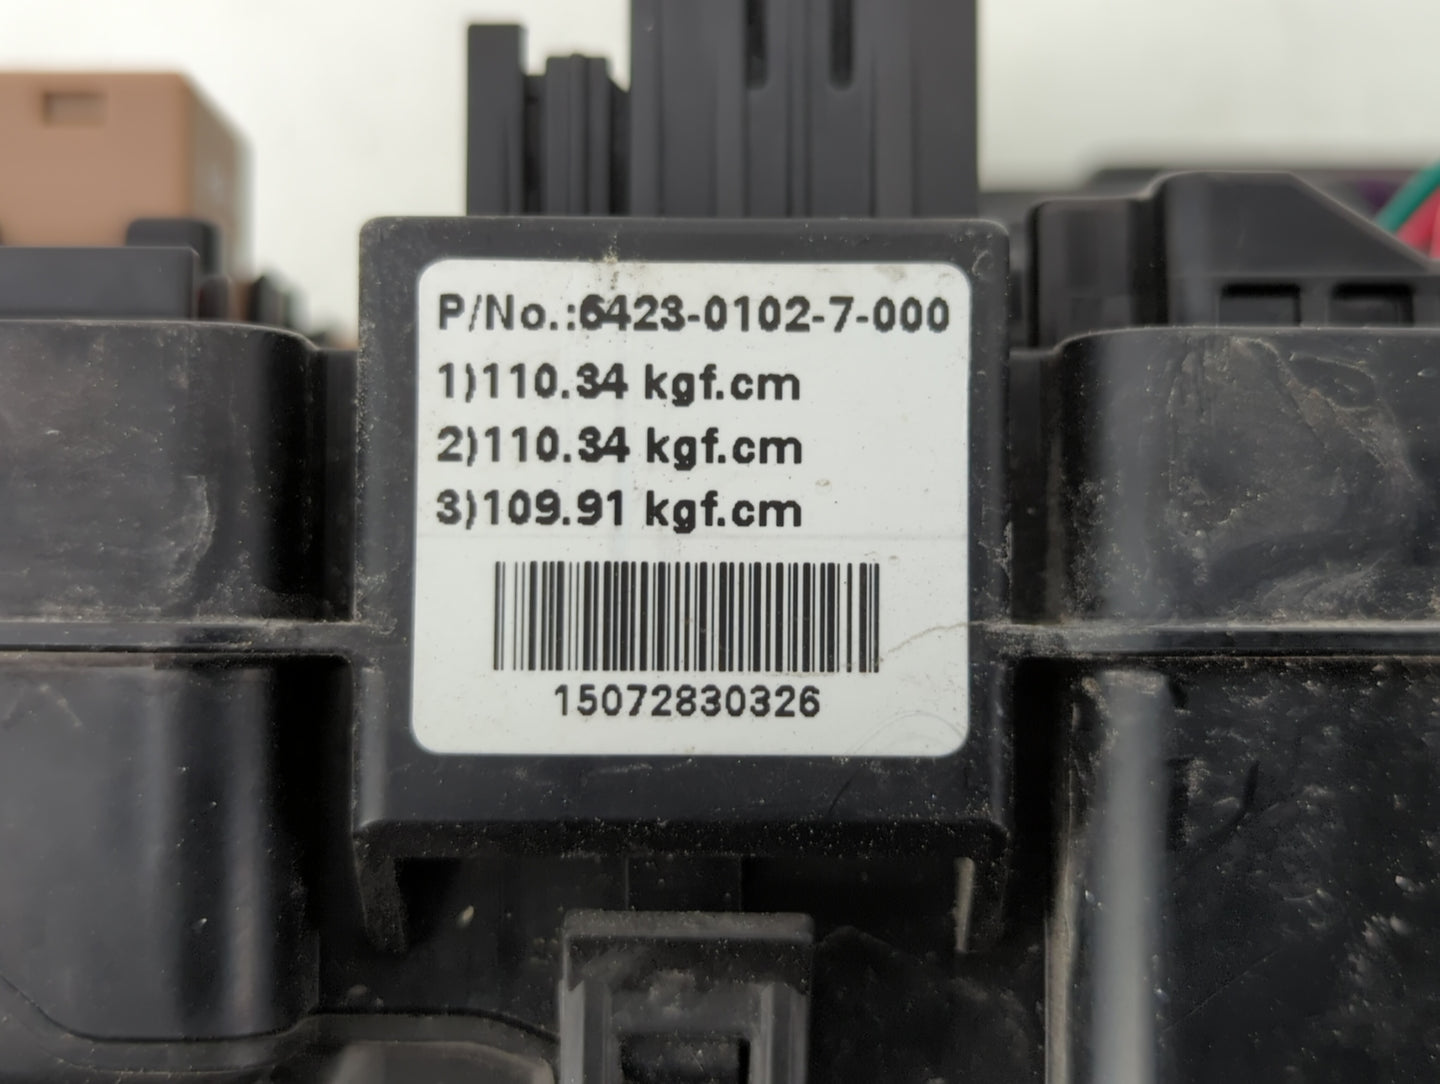 P/No.:6423-0102-7-000
1)110.34 kgf.cm
2)110.34 kgf.cm
3)109.91 kgf.cm
15072830326